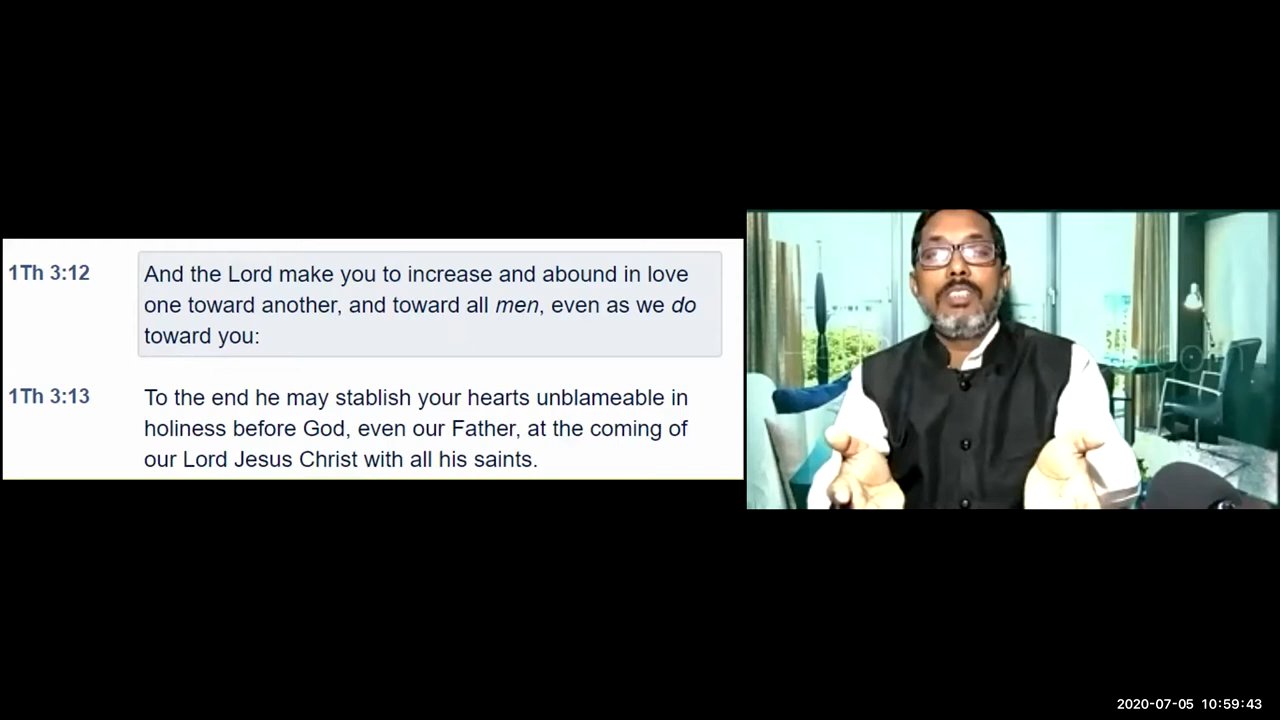 1Th 3:12
And the Lord make you to increase and abound in love
one toward another, and toward all men, even as we do
toward you:
1Th 3:13
To the end he may stablish your hearts unblameable in
holiness before God, even our Father, at the coming of
our Lord Jesus Christ with all his saints.
2020-07-05 10:59:43